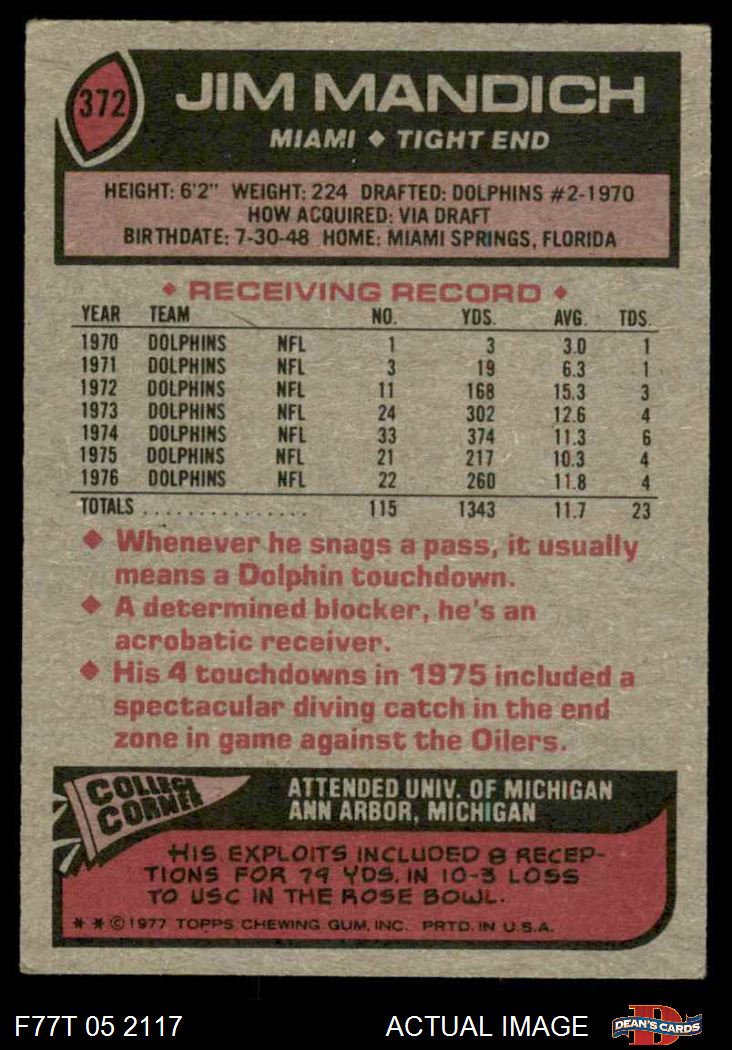 372
JIM MANDICH
MIAMI ◆ TIGHT END
HEIGHT: 6'2" WEIGHT: 224 DRAFTED: DOLPHINS #2-1970
HOW ACQUIRED: VIA DRAFT
BIRTHDATE: 7-30-48 HOME: MIAMI SPRINGS, FLORIDA
◆ RECEIVING RECORD ◆
YEAR TEAM NO. YDS. AVG. TDS.
1970 DOLPHINS NFL 1 3 3.0 1
1971 DOLPHINS NFL 3 19 6.3 1
1972 DOLPHINS NFL 11 168 15.3 3
1973 DOLPHINS NFL 24 302 12.6 4
1974 DOLPHINS NFL 33 374 11.3 6
1975 DOLPHINS NFL 21 217 10.3 4
1976 DOLPHINS NFL 22 260 11.8 4
TOTALS ............... 115 1343 11.7 23
◆ Whenever he snags a pass, it usually
means a Dolphin touchdown.
◆ A determined blocker, he's an
acrobatic receiver.
◆ His 4 touchdowns in 1975 included a
spectacular diving catch in the end
zone in game against the Oilers.
COLLEGE
CORNER
ATTENDED UNIV. OF MICHIGAN
ANN ARBOR, MICHIGAN
HIS EXPLOITS INCLUDED 8 RECEP-
TIONS FOR 79 YDS. IN 10-3 LOSS
TO USC IN THE ROSE BOWL.
* * © 1977 TOPPS CHEWING GUM, INC. PRTD. IN U.S.A.
F77T 05 2117 ACTUAL IMAGE
D
DEAN'S CARDS